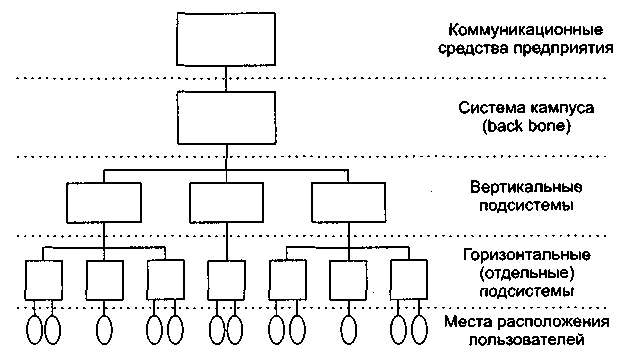 Коммуникационные
средства предприятия
Система кампуса
(back bone)
Вертикальные
подсистемы
Горизонтальные
(отдельные)
подсистемы
Места расположения
пользователей